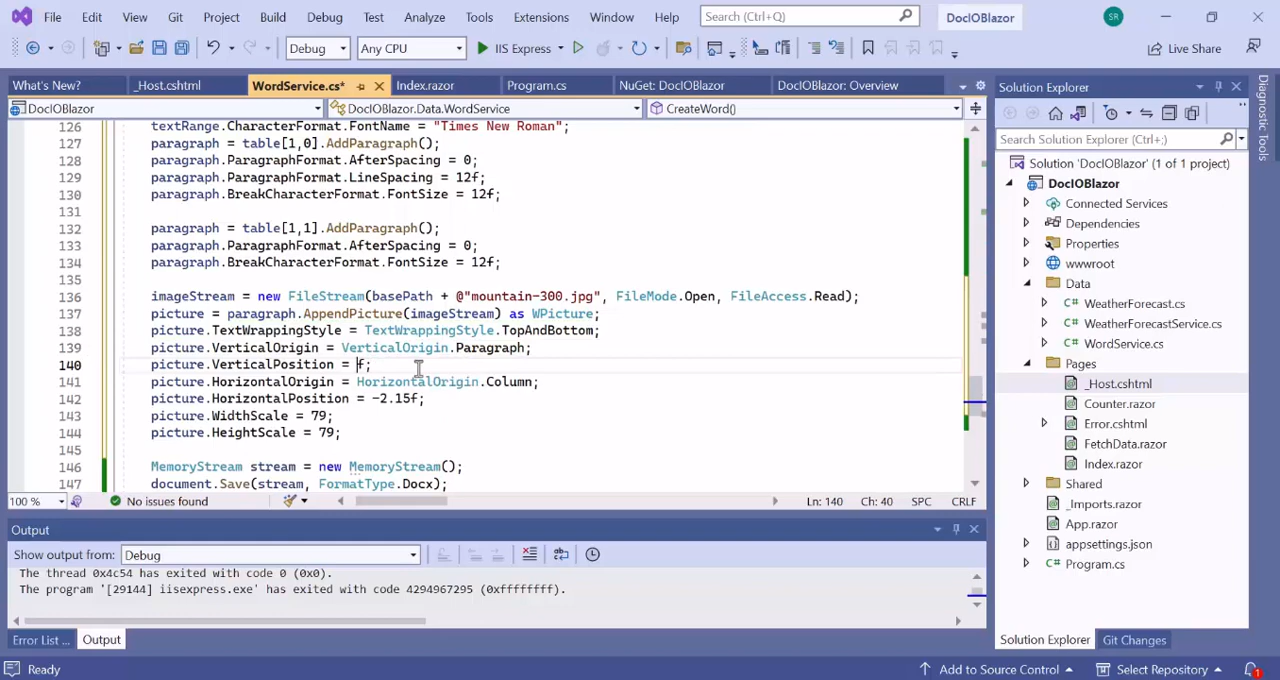 File Edit View Git Project Build Debug Test Analyze Tools Extensions Window Help Search (Ctrl+Q) DocIOBlazor SR
Debug Any CPU IIS Express Live Share
What's New? _Host.cshtml WordService.cs* Index.razor Program.cs NuGet: DocIOBlazor DocIOBlazor: Overview
DocIOBlazor DocIOBlazor.Data.WordService CreateWord()
126 textRange.CharacterFormat.FontName = "Times New Roman";
127 paragraph = table[1,0].AddParagraph();
128 paragraph.ParagraphFormat.AfterSpacing = 0;
129 paragraph.ParagraphFormat.LineSpacing = 12f;
130 paragraph.BreakCharacterFormat.FontSize = 12f;
131
132 paragraph = table[1,1].AddParagraph();
133 paragraph.ParagraphFormat.AfterSpacing = 0;
134 paragraph.BreakCharacterFormat.FontSize = 12f;
135
136 imageStream = new FileStream(basePath + @"mountain-300.jpg", FileMode.Open, FileAccess.Read);
137 picture = paragraph.AppendPicture(imageStream) as WPicture;
138 picture.TextWrappingStyle = TextWrappingStyle.TopAndBottom;
139 picture.VerticalOrigin = VerticalOrigin.Paragraph;
140 picture.VerticalPosition = f;
141 picture.HorizontalOrigin = HorizontalOrigin.Column;
142 picture.HorizontalPosition = -2.15f;
143 picture.WidthScale = 79;
144 picture.HeightScale = 79;
145
146 MemoryStream stream = new MemoryStream();
147 document.Save(stream, FormatType.Docx);
100 % No issues found Ln: 140 Ch: 40 SPC CRLF
Output
Show output from: Debug
The thread 0x4c54 has exited with code 0 (0x0).
The program '[29144] iisexpress.exe' has exited with code 4294967295 (0xffffffff).
Error List ... Output
Solution Explorer
Search Solution Explorer (Ctrl+;)
Solution 'DocIOBlazor' (1 of 1 project)
DocIOBlazor
Connected Services
Dependencies
Properties
wwwroot
Data
WeatherForecast.cs
WeatherForecastService.cs
WordService.cs
Pages
_Host.cshtml
Counter.razor
Error.cshtml
FetchData.razor
Index.razor
Shared
_Imports.razor
App.razor
appsettings.json
Program.cs
Solution Explorer Git Changes
Diagnostic Tools
Ready Add to Source Control Select Repository 1